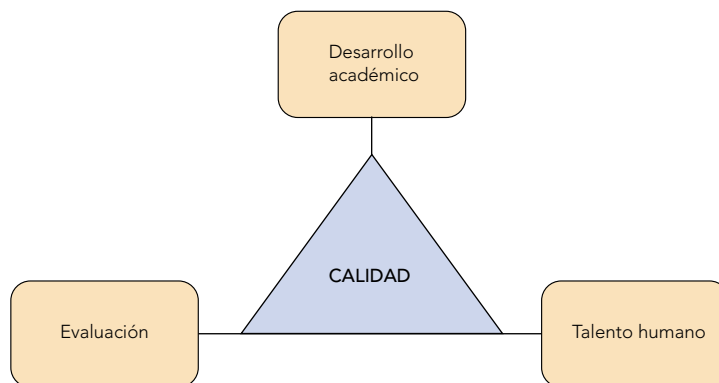 Desarrollo
académico
CALIDAD
Evaluación
Talento humano